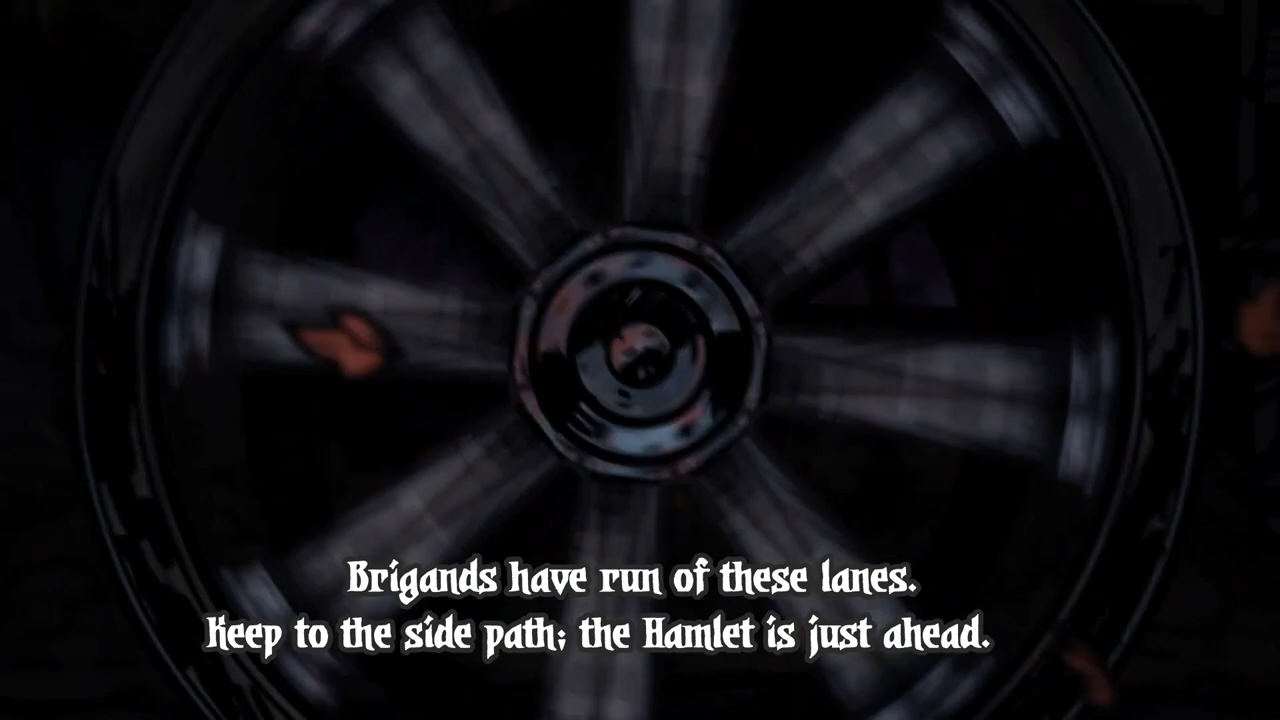 Brigands have run of these lanes.
Keep to the side path; the Hamlet is just ahead.